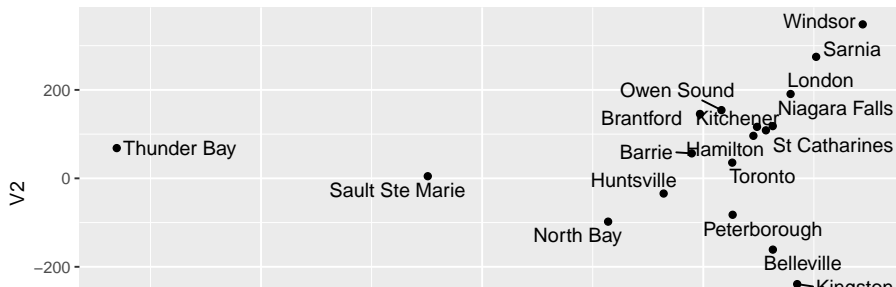 Windsor
Sarnia
London
200
Owen Sound
Niagara Falls
Brantford
Kitchener
St Catharines
Hamilton
Barrie
Thunder Bay
Toronto
Huntsville
0
V2
Sault Ste Marie
Peterborough
North Bay
Belleville
−200
Kingston